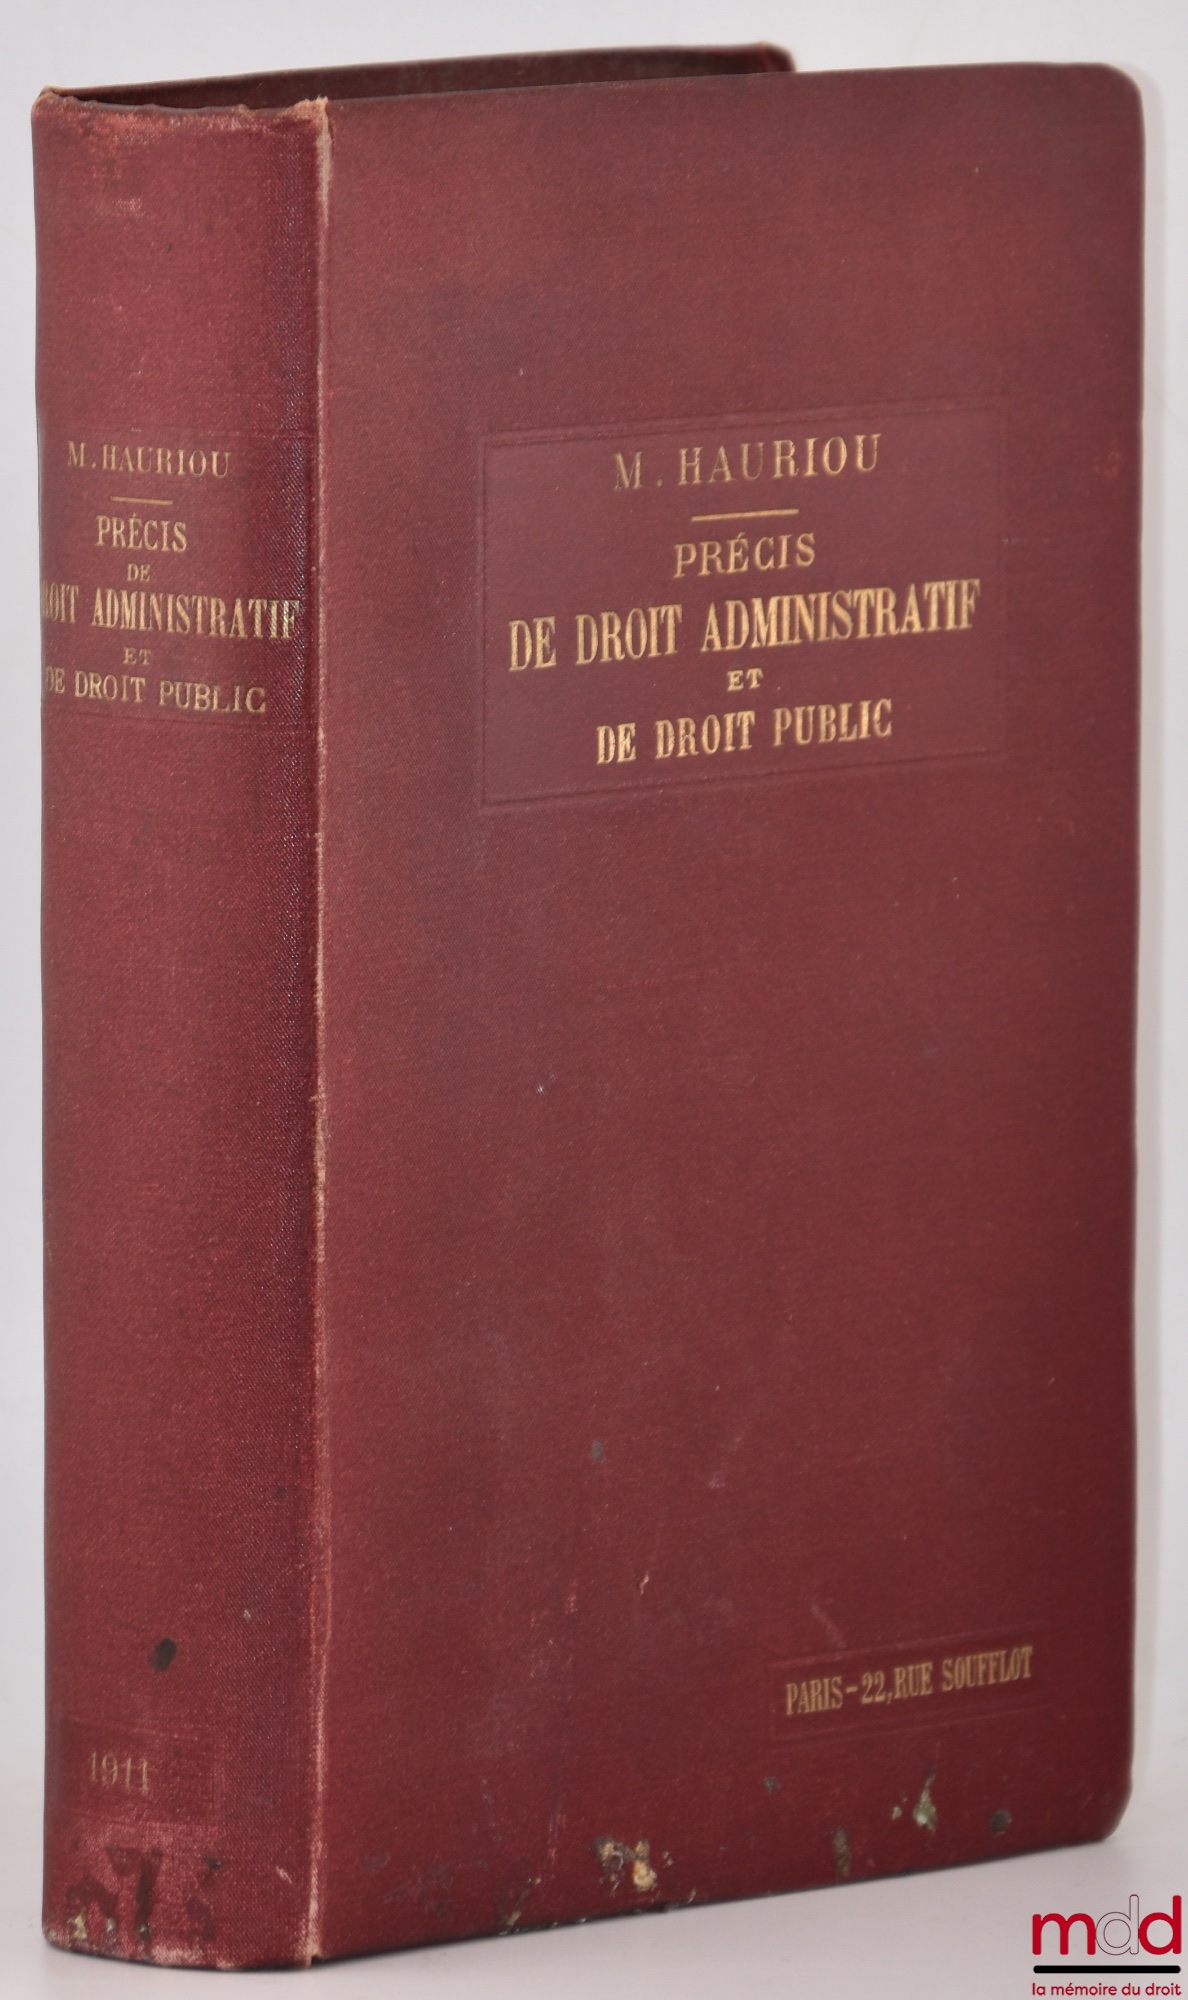 M. HAURIOU
PRÉCIS
DE
ROIT ADMINISTRATIF
ET
DE DROIT PUBLIC
1911
M. HAURIOU
PRÉCIS
DE DROIT ADMINISTRATIF
ET
DE DROIT PUBLIC
PARIS-22, RUE SOUFFLOT
mdd
la mémoire du droit